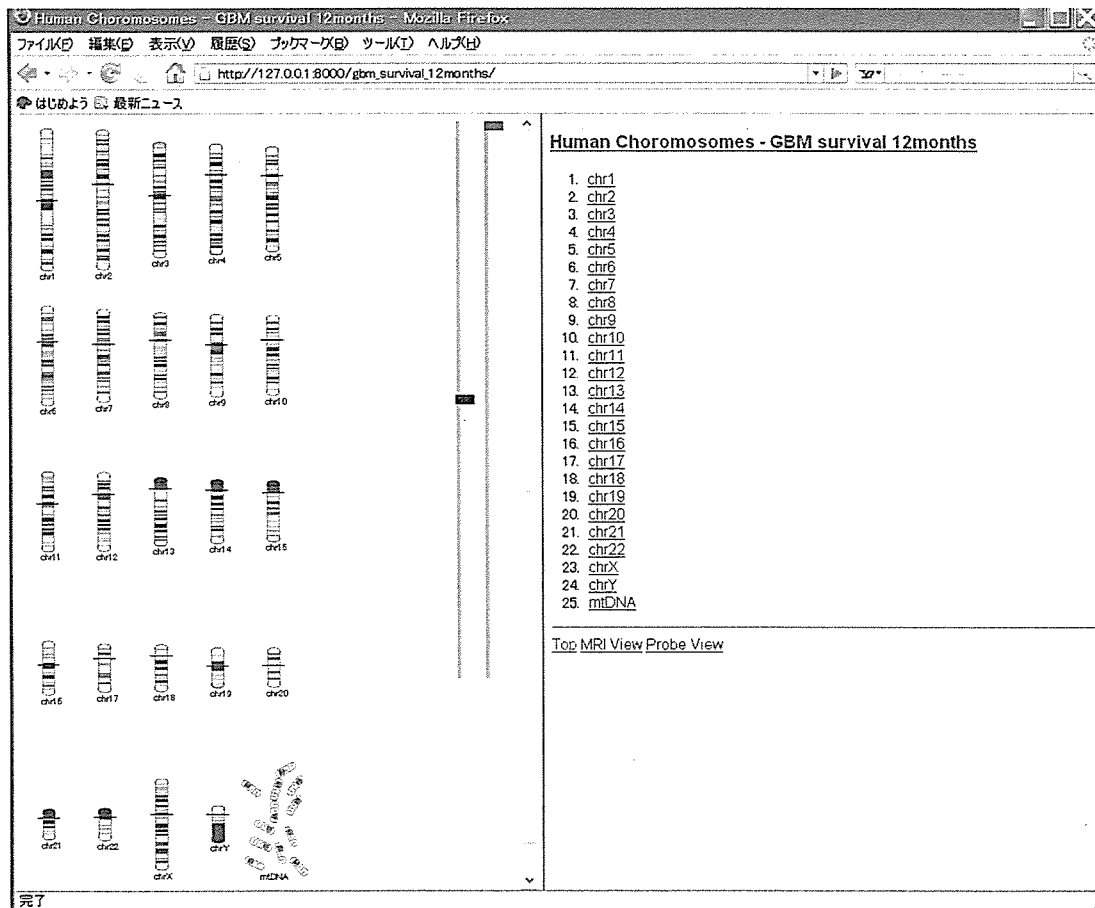 Human Choromosomes - GBM survival 12months - Mozilla Firefox
ファイル(F) 編集(E) 表示(V) 履歴(S) ブックマーク(B) ツール(T) ヘルプ(H)
http://127.0.0.1:8000/gbm_survival_12months/
はじめよう 最新ニュース
chr1 chr2 chr3 chr4 chr5
chr6 chr7 chr8 chr9 chr10
chr11 chr12 chr13 chr14 chr15
chr16 chr17 chr18 chr19 chr20
chr21 chr22 chrX chrY mtDNA
Human Choromosomes - GBM survival 12months
1. chr1
2. chr2
3. chr3
4. chr4
5. chr5
6. chr6
7. chr7
8. chr8
9. chr9
10. chr10
11. chr11
12. chr12
13. chr13
14. chr14
15. chr15
16. chr16
17. chr17
18. chr18
19. chr19
20. chr20
21. chr21
22. chr22
23. chrX
24. chrY
25. mtDNA
Top MRI View Probe View
完了